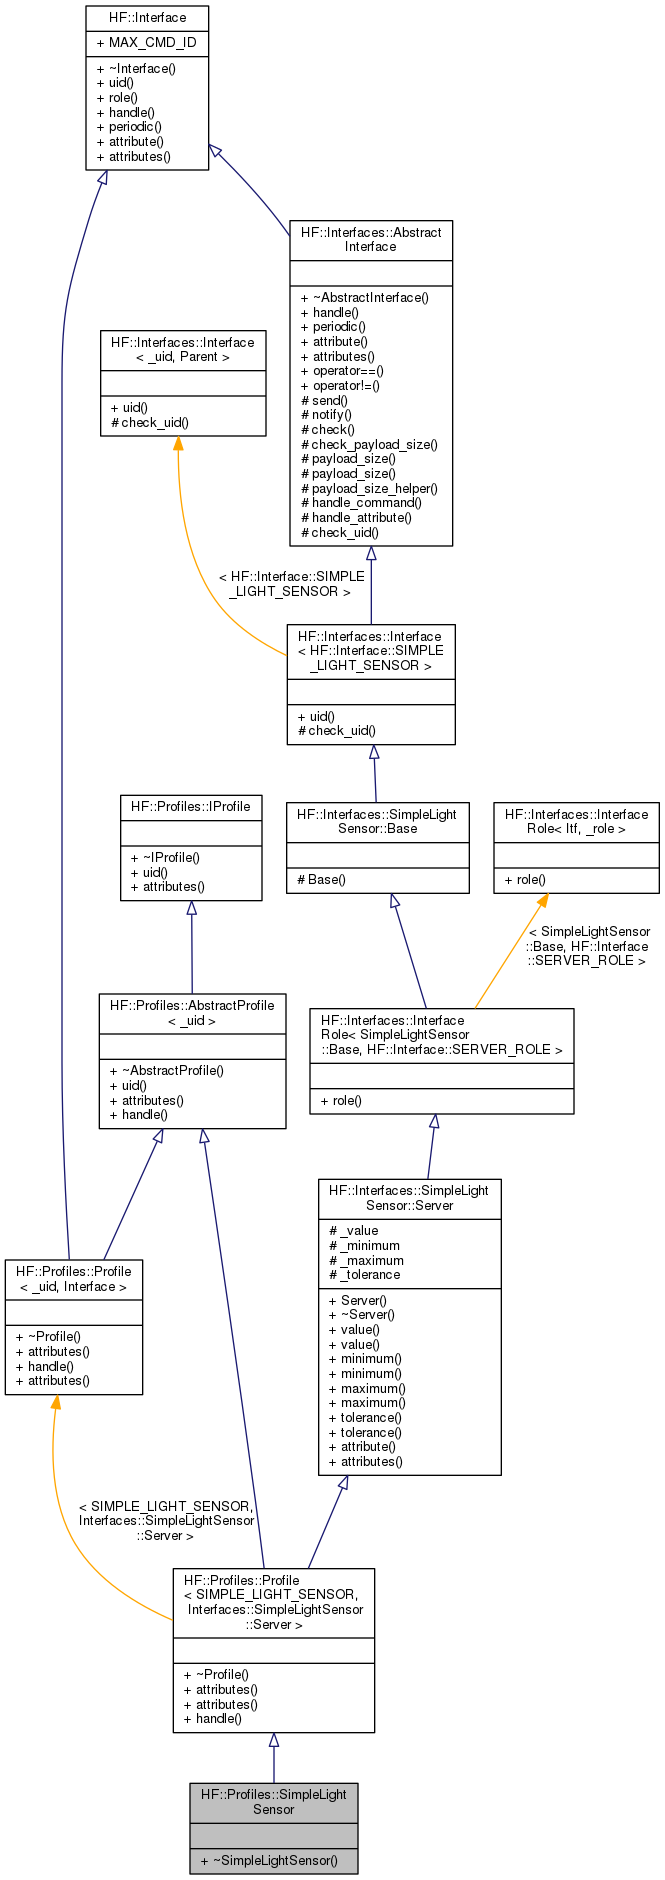 HF::Interface
+ MAX_CMD_ID
+ ~Interface()
+ uid()
+ role()
+ handle()
+ periodic()
+ attribute()
+ attributes()
HF::Interfaces::Abstract
Interface
+ ~AbstractInterface()
+ handle()
+ periodic()
+ attribute()
+ attributes()
+ operator==()
+ operator!=()
# send()
# notify()
# check()
# check_payload_size()
# payload_size()
# payload_size()
# payload_size_helper()
# handle_command()
# handle_attribute()
# check_uid()
HF::Interfaces::Interface
< _uid, Parent >
+ uid()
# check_uid()
< HF::Interface::SIMPLE
_LIGHT_SENSOR >
HF::Interfaces::Interface
< HF::Interface::SIMPLE
_LIGHT_SENSOR >
+ uid()
# check_uid()
HF::Profiles::IProfile
+ ~IProfile()
+ uid()
+ attributes()
HF::Interfaces::SimpleLight
Sensor::Base
# Base()
HF::Interfaces::Interface
Role< Itf, _role >
+ role()
< SimpleLightSensor
::Base, HF::Interface
::SERVER_ROLE >
HF::Profiles::AbstractProfile
< _uid >
+ ~AbstractProfile()
+ uid()
+ attributes()
+ handle()
HF::Interfaces::Interface
Role< SimpleLightSensor
::Base, HF::Interface::SERVER_ROLE >
+ role()
HF::Interfaces::SimpleLight
Sensor::Server
# _value
# _minimum
# _maximum
# _tolerance
+ Server()
+ ~Server()
+ value()
+ value()
+ minimum()
+ minimum()
+ maximum()
+ maximum()
+ tolerance()
+ tolerance()
+ attribute()
+ attributes()
HF::Profiles::Profile
< _uid, Interface >
+ ~Profile()
+ attributes()
+ handle()
+ attributes()
< SIMPLE_LIGHT_SENSOR,
Interfaces::SimpleLightSensor
::Server >
HF::Profiles::Profile
< SIMPLE_LIGHT_SENSOR,
Interfaces::SimpleLightSensor
::Server >
+ ~Profile()
+ attributes()
+ attributes()
+ handle()
HF::Profiles::SimpleLight
Sensor
+ ~SimpleLightSensor()